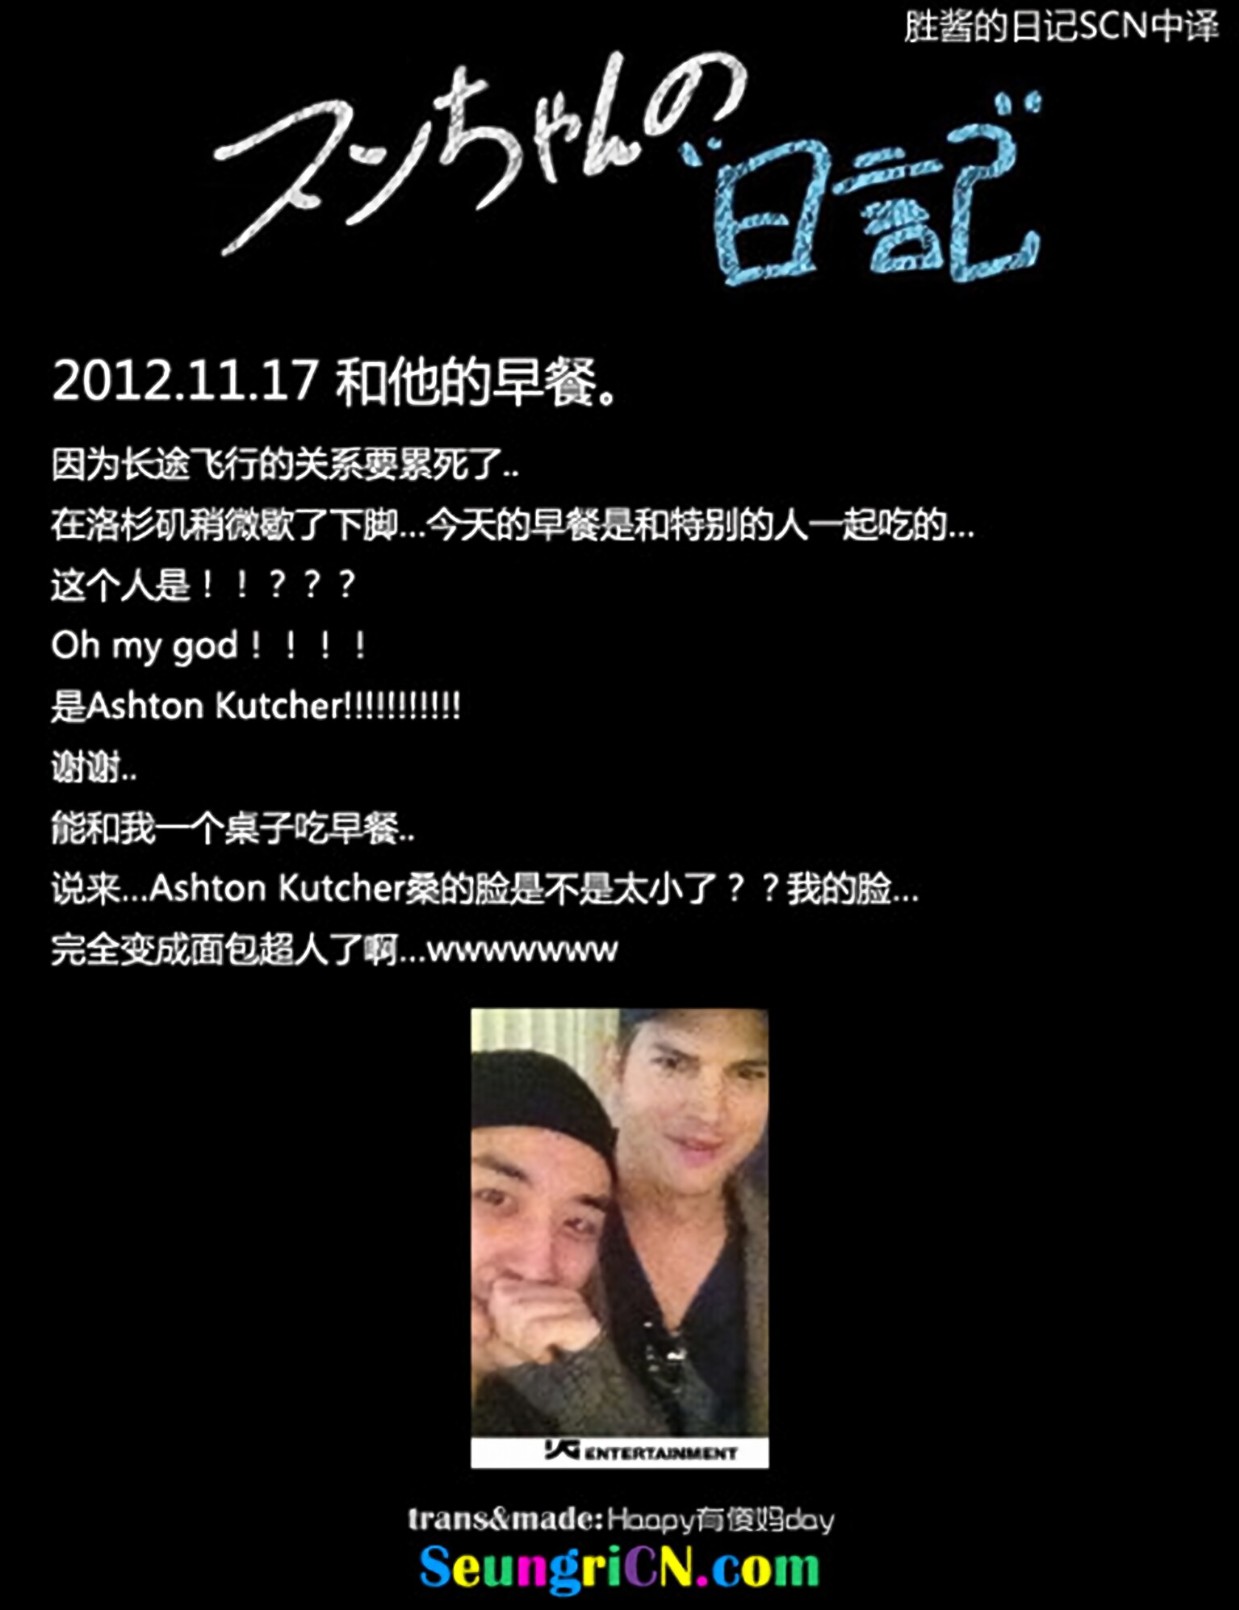 胜酱的日记SCN中译
スンちゃんの
日記
2012.11.17 和他的早餐。
因为长途飞行的关系要累死了..
在洛杉矶稍微歇了下脚...今天的早餐是和特别的人一起吃的...
这个人是！！？？？
Oh my god！！！！
是Ashton Kutcher!!!!!!!!!!!
谢谢..
能和我一个桌子吃早餐..
说来...Ashton Kutcher桑的脸是不是太小了？？我的脸...
完全变成面包超人了啊...wwwwwww
YG ENTERTAINMENT
trans&made:Happy有傻妈day
SeungriCN.com